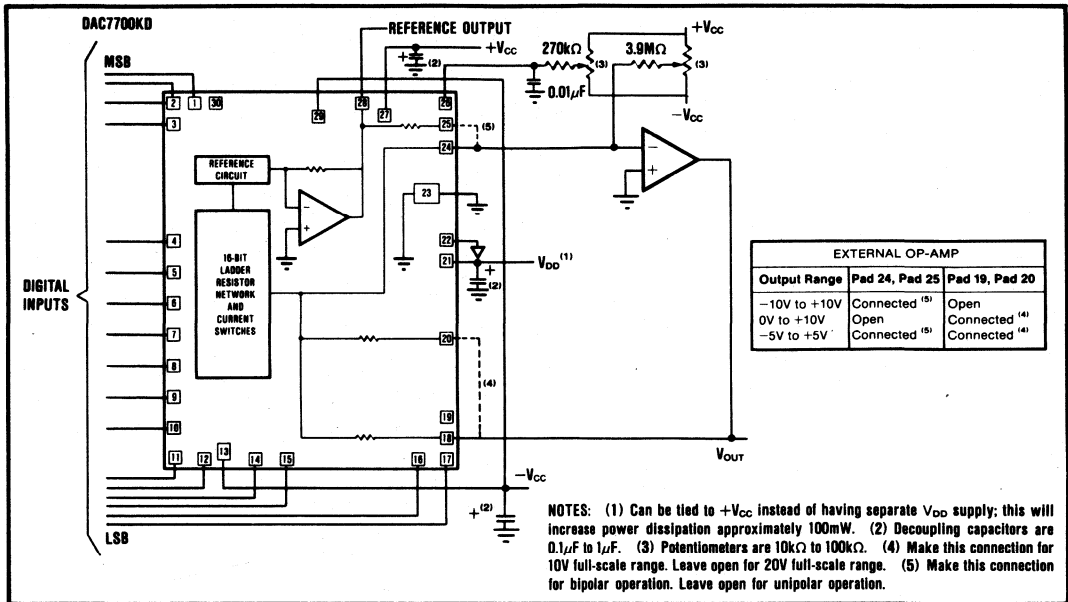 DAC7700KD
REFERENCE OUTPUT
+VCC
+VCC
MSB
+
(2)
270kΩ
(3)
3.9MΩ
(3)
0.01µF
−VCC
2
1
30
29
28
27
26
3
25
(5)
24
REFERENCE
CIRCUIT
−
+
−
+
23
4
22
21
VDD (1)
+
(2)
16-BIT
LADDER
RESISTOR
NETWORK
AND
CURRENT
SWITCHES
DIGITAL
INPUTS
5
6
7
20
8
(4)
9
19
10
18
VOUT
11
12
13
14
15
16
17
−VCC
+(2)
LSB
EXTERNAL OP-AMP
Output Range Pad 24, Pad 25 Pad 19, Pad 20
−10V to +10V Connected (5) Open
0V to +10V Open Connected (4)
−5V to +5V Connected (5) Connected (4)
NOTES: (1) Can be tied to +VCC instead of having separate VDD supply; this will
increase power dissipation approximately 100mW. (2) Decoupling capacitors are
0.1µF to 1µF. (3) Potentiometers are 10kΩ to 100kΩ. (4) Make this connection for
10V full-scale range. Leave open for 20V full-scale range. (5) Make this connection
for bipolar operation. Leave open for unipolar operation.